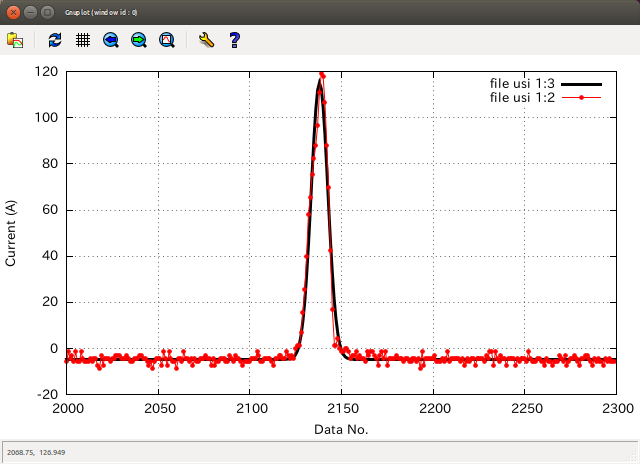 Gnuplot (window id : 0)
file usi 1:3
file usi 1:2
120
100
80
60
40
20
0
-20
Current (A)
2000 2050 2100 2150 2200 2250 2300
Data No.
2068.75, 126.949